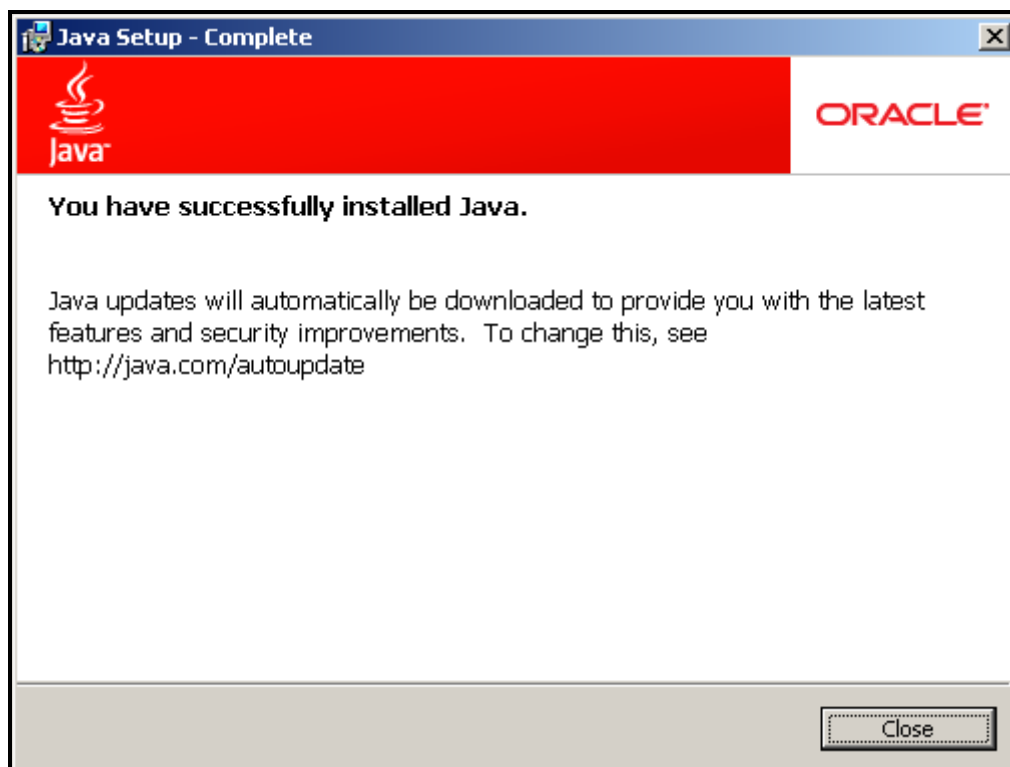 Java Setup - Complete
Java™
ORACLE®
You have successfully installed Java.
Java updates will automatically be downloaded to provide you with the latest
features and security improvements.  To change this, see
http://java.com/autoupdate
Close